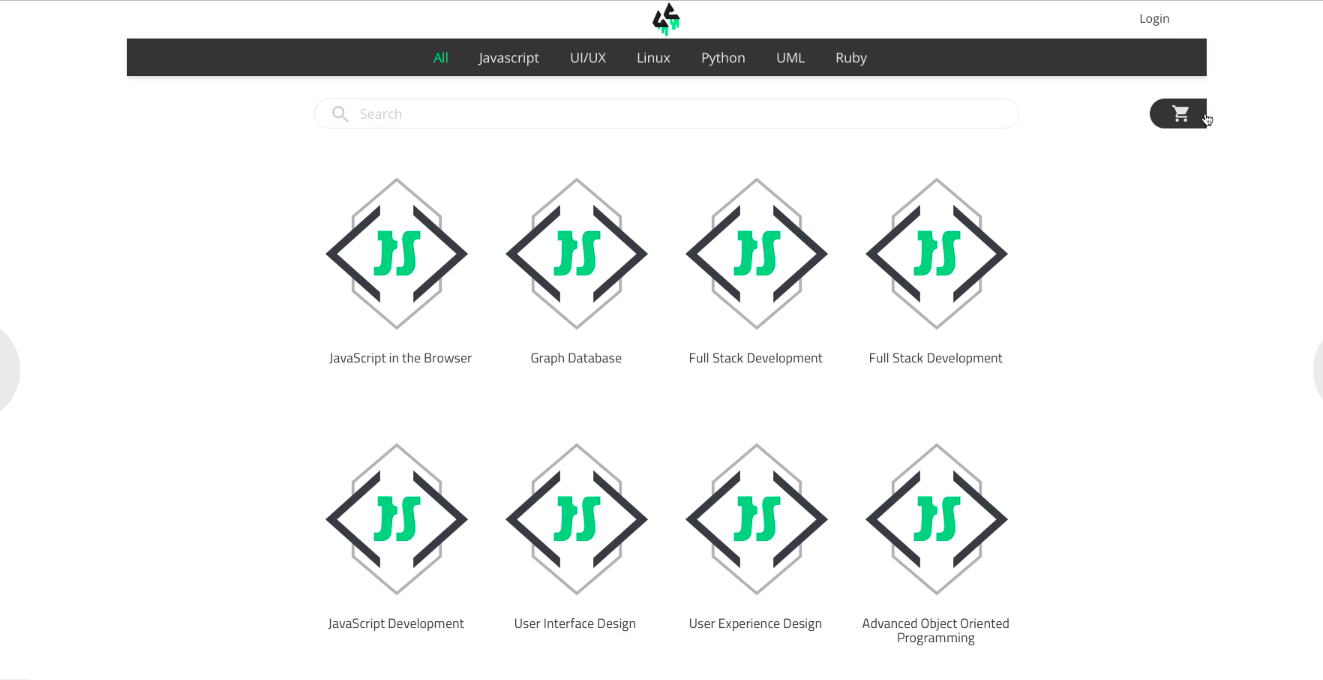 Login
All Javascript UI/UX Linux Python UML Ruby
Search
JS JS JS JS
JavaScript in the Browser Graph Database Full Stack Development Full Stack Development
JS JS JS JS
JavaScript Development User Interface Design User Experience Design Advanced Object Oriented
Programming